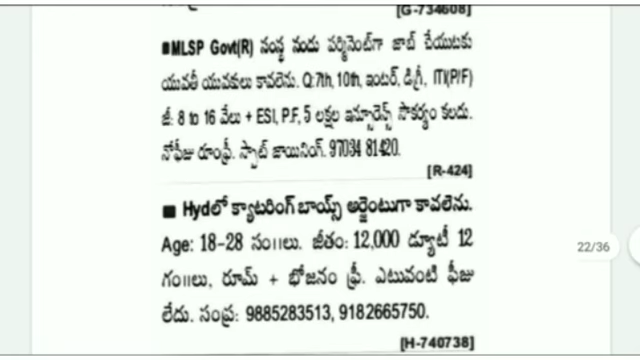 [G-734608]
■MLSP Govt(R) సంస్థ నందు పర్మినెంట్‌గా జాబ్ చేయుటకు
యువతీ యువకులు కావలెను. Q:7th, 10th, ఇంటర్, డిగ్రీ, ITI(P/F)
జీ: 8 to 16 వేలు + ESI, P.F, 5 లక్షల ఇన్సూరెన్స్ సౌకర్యం కలదు.
నోఫీజు రూంఫ్రీ. స్పాట్ జాయినింగ్. 97034 81420.
[R-424]
■ Hydలో క్యాటరింగ్ బాయ్స్ అర్జెంటుగా కావలెను.
Age: 18-28 సం॥లు. జీతం: 12,000 డ్యూటీ 12
22/36
గం॥లు, రూమ్ + భోజనం ఫ్రీ. ఎటువంటి ఫీజు
లేదు. సంప్ర: 9885283513, 9182665750.
[H-740738]